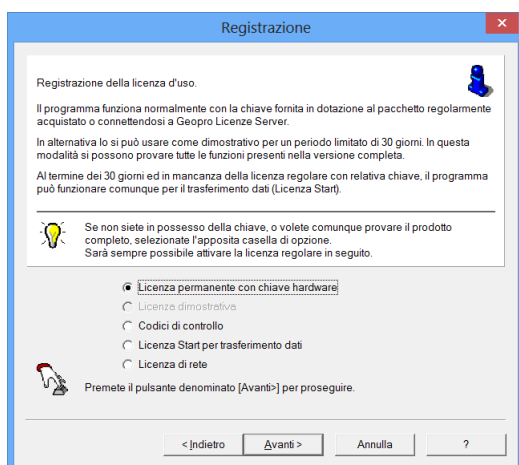 Registrazione
Registrazione della licenza d'uso.
Il programma funziona normalmente con la chiave fornita in dotazione al pacchetto regolarmente
acquistato o connettendosi a Geopro Licenze Server.
In alternativa lo si può usare come dimostrativo per un periodo limitato di 30 giorni. In questa
modalità si possono provare tutte le funzioni presenti nella versione completa.
Al termine dei 30 giorni ed in mancanza della licenza regolare con relativa chiave, il programma
può funzionare comunque per il trasferimento dati (Licenza Start).
Se non siete in possesso della chiave, o volete comunque provare il prodotto
completo, selezionate l'apposita casella di opzione.
Sarà sempre possibile attivare la licenza regolare in seguito.
Licenza permanente con chiave hardware
Licenza dimostrativa
Codici di controllo
Licenza Start per trasferimento dati
Licenza di rete
Premete il pulsante denominato [Avanti>] per proseguire.
< Indietro Avanti > Annulla ?